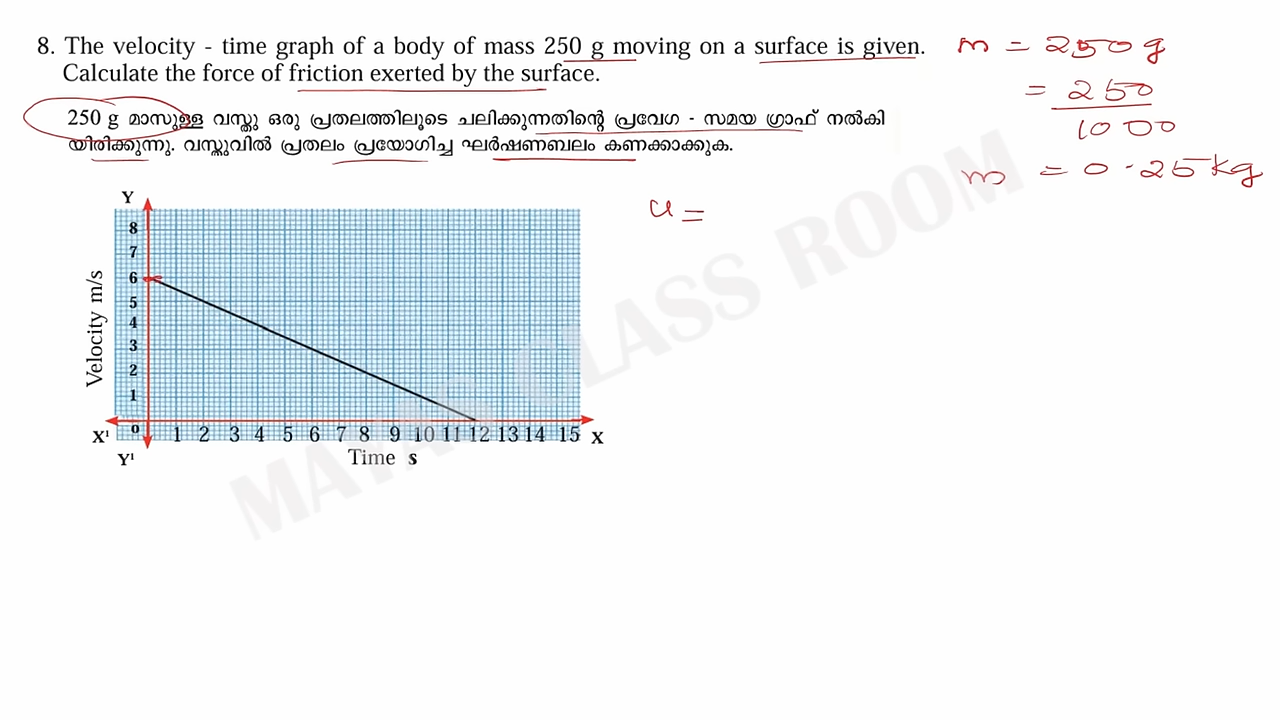 8. The velocity - time graph of a body of mass 250 g moving on a surface is given.
Calculate the force of friction exerted by the surface.
250 g മാസുള്ള വസ്തു ഒരു പ്രതലത്തിലൂടെ ചലിക്കുന്നതിന്റെ പ്രവേഗ - സമയ ഗ്രാഫ് നൽകി
യിരിക്കുന്നു. വസ്തുവിൽ പ്രതലം പ്രയോഗിച്ച ഘർഷണബലം കണക്കാക്കുക.
m = 250 g
= 250
1000
m = 0.25 kg
u =
Y
8
7
6
5
4
3
2
1
0
Velocity m/s
X¹ 1 2 3 4 5 6 7 8 9 10 11 12 13 14 15 X
Y¹
Time s
MAYAS CLASS ROOM